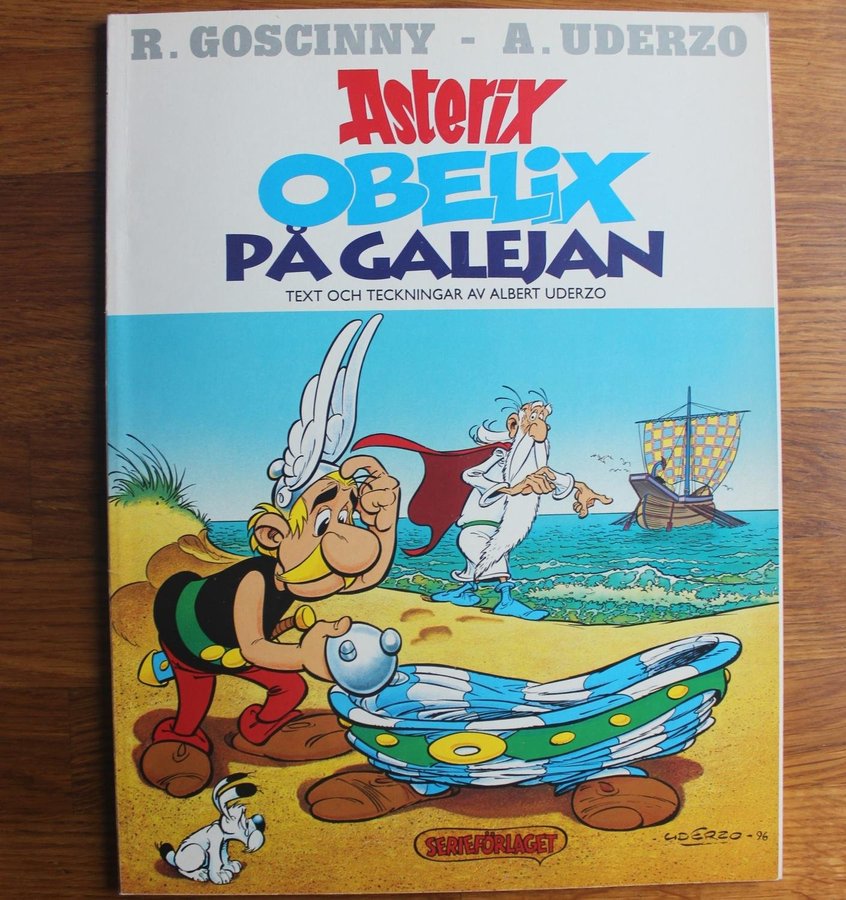 R. GOSCINNY - A. UDERZO
Asterix
OBELiX
PÅ GALEJAN
TEXT OCH TECKNINGAR AV ALBERT UDERZO
SERIEFÖRLAGET
UDERZO - 96